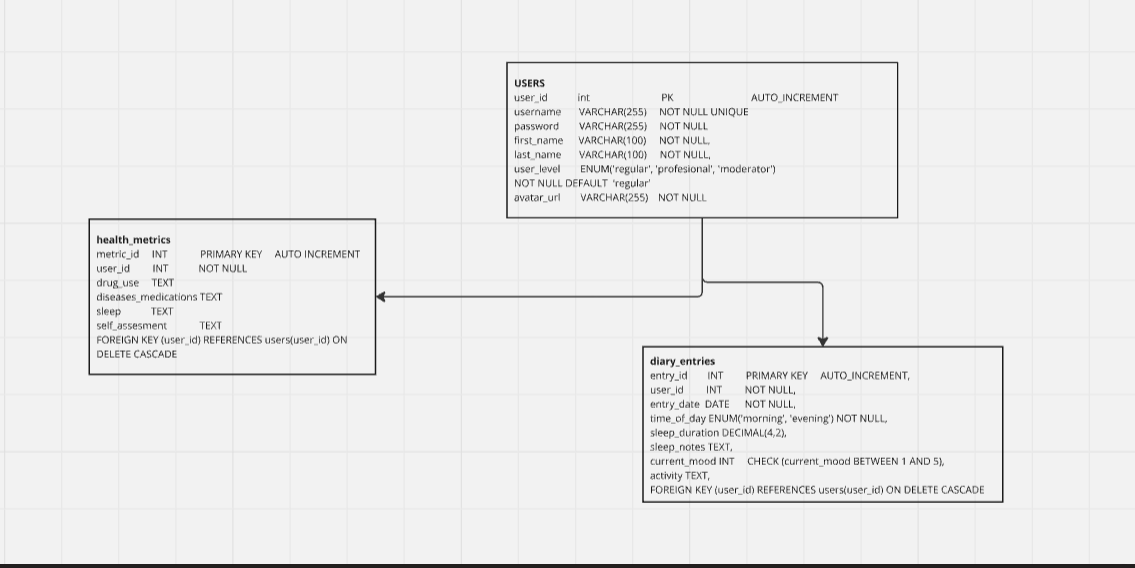 USERS
user_id int PK AUTO_INCREMENT
username VARCHAR(255) NOT NULL UNIQUE
password VARCHAR(255) NOT NULL
first_name VARCHAR(100) NOT NULL,
last_name VARCHAR(100) NOT NULL,
user_level ENUM('regular', 'profesional', 'moderator')
NOT NULL DEFAULT 'regular'
avatar_url VARCHAR(255) NOT NULL
health_metrics
metric_id INT PRIMARY KEY AUTO INCREMENT
user_id INT NOT NULL
drug_use TEXT
diseases_medications TEXT
sleep TEXT
self_assesment TEXT
FOREIGN KEY (user_id) REFERENCES users(user_id) ON
DELETE CASCADE
diary_entries
entry_id INT PRIMARY KEY AUTO_INCREMENT,
user_id INT NOT NULL,
entry_date DATE NOT NULL,
time_of_day ENUM('morning', 'evening') NOT NULL,
sleep_duration DECIMAL(4,2),
sleep_notes TEXT,
current_mood INT CHECK (current_mood BETWEEN 1 AND 5),
activity TEXT,
FOREIGN KEY (user_id) REFERENCES users(user_id) ON DELETE CASCADE